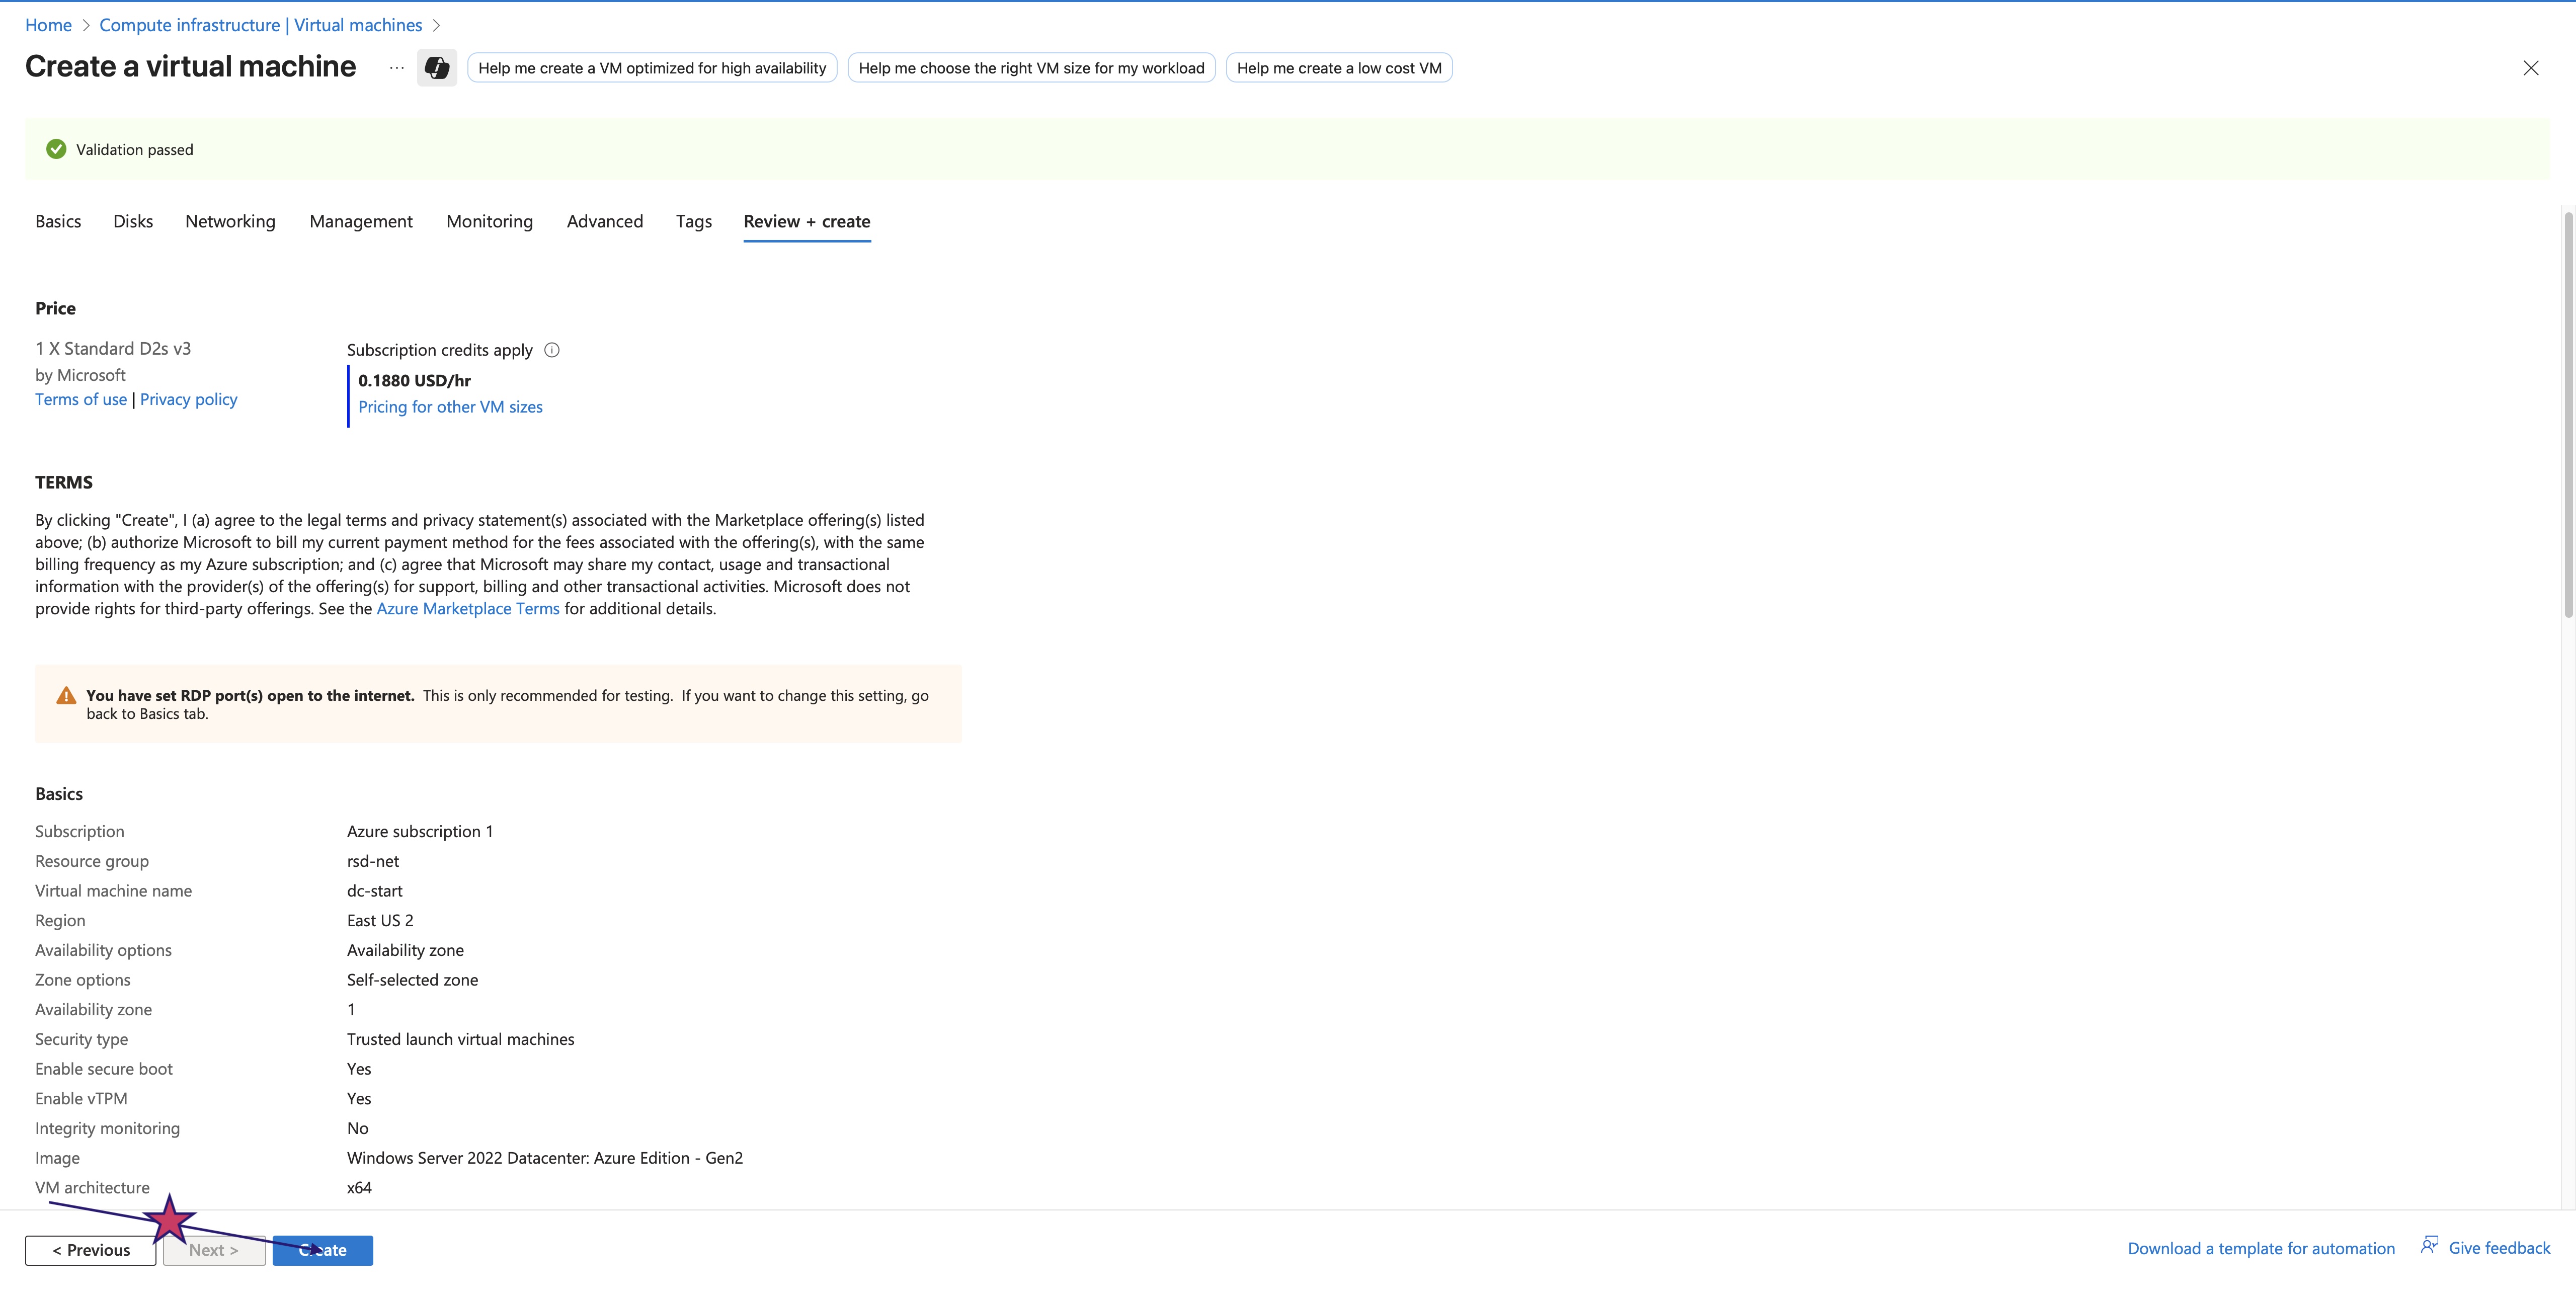 Home > Compute infrastructure | Virtual machines >
Create a virtual machine ... Help me create a VM optimized for high availability Help me choose the right VM size for my workload Help me create a low cost VM
Validation passed
Basics Disks Networking Management Monitoring Advanced Tags Review + create
Price
1 X Standard D2s v3
by Microsoft
Terms of use | Privacy policy
Subscription credits apply
0.1880 USD/hr
Pricing for other VM sizes
TERMS
By clicking "Create", I (a) agree to the legal terms and privacy statement(s) associated with the Marketplace offering(s) listed
above; (b) authorize Microsoft to bill my current payment method for the fees associated with the offering(s), with the same
billing frequency as my Azure subscription; and (c) agree that Microsoft may share my contact, usage and transactional
information with the provider(s) of the offering(s) for support, billing and other transactional activities. Microsoft does not
provide rights for third-party offerings. See the Azure Marketplace Terms for additional details.
You have set RDP port(s) open to the internet. This is only recommended for testing. If you want to change this setting, go
back to Basics tab.
Basics
Subscription Azure subscription 1
Resource group rsd-net
Virtual machine name dc-start
Region East US 2
Availability options Availability zone
Zone options Self-selected zone
Availability zone 1
Security type Trusted launch virtual machines
Enable secure boot Yes
Enable vTPM Yes
Integrity monitoring No
Image Windows Server 2022 Datacenter: Azure Edition - Gen2
VM architecture x64
< Previous Next > Create Download a template for automation Give feedback